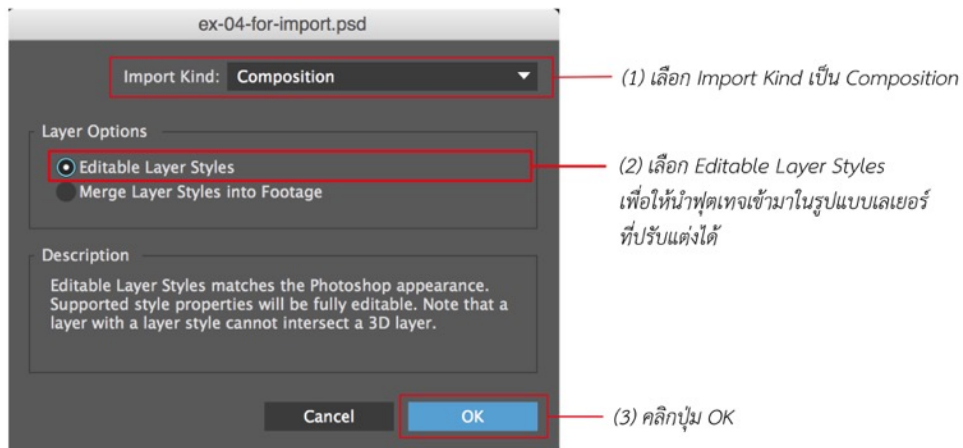 ex-04-for-import.psd
Import Kind: Composition
(1) เลือก Import Kind เป็น Composition
Layer Options
Editable Layer Styles
(2) เลือก Editable Layer Styles
Merge Layer Styles into Footage
เพื่อให้นำฟุตเทจเข้ามาในรูปแบบเลเยอร์
ที่ปรับแต่งได้
Description
Editable Layer Styles matches the Photoshop appearance.
Supported style properties will be fully editable. Note that a
layer with a layer style cannot intersect a 3D layer.
Cancel
OK
(3) คลิกปุ่ม OK